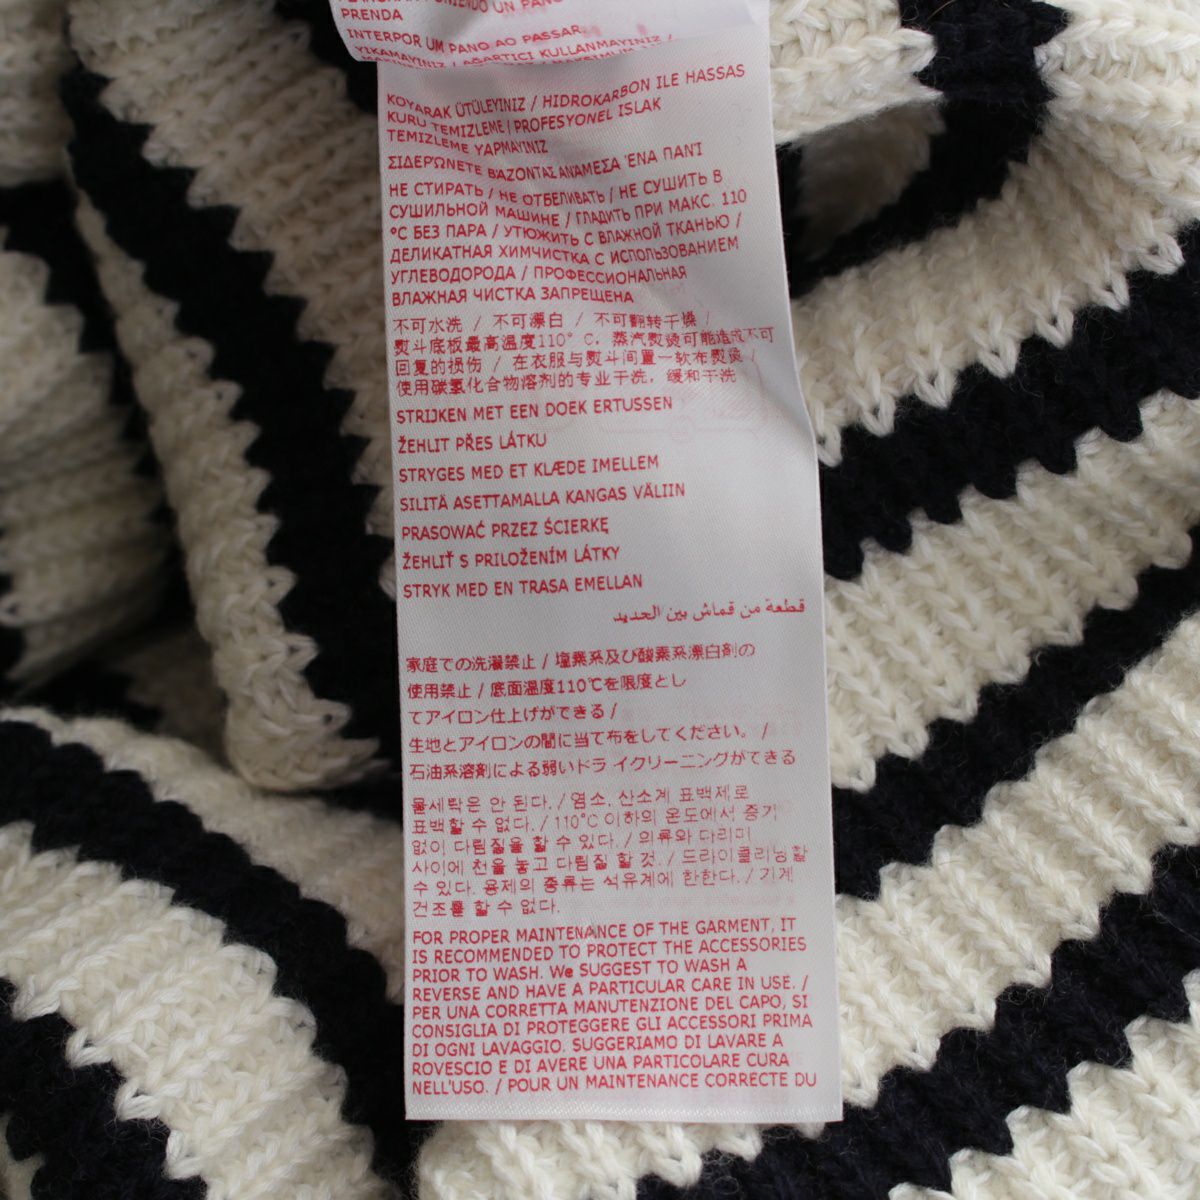 UN PANO
PRENDA
INTERPOR UM PANO AO PASSAR.
YIKAMAYINIZ / AĞARTICI KULLANMAYINIZ /
KOYARAK ÜTÜLEYINIZ / HIDROKARBON ILE HASSAS
KURU TEMIZLEME / PROFESYONEL ISLAK
TEMIZLEME YAPMAYINIZ
ΣΙΔΕΡΏΝΕΤΕ ΒΆΖΟΝΤΑΣ ΑΝΆΜΕΣΑ ΈΝΑ ΠΑΝΊ
НЕ СТИРАТЬ / НЕ ОТБЕЛИВАТЬ / НЕ СУШИТЬ В
СУШИЛЬНОЙ МАШИНЕ / ГЛАДИТЬ ПРИ МАКС. 110
°C БЕЗ ПАРА / УТЮЖИТЬ С ВЛАЖНОЙ ТКАНЬЮ /
ДЕЛИКАТНАЯ ХИМЧИСТКА С ИСПОЛЬЗОВАНИЕМ
УГЛЕВОДОРОДА / ПРОФЕССИОНАЛЬНАЯ
ВЛАЖНАЯ ЧИСТКА ЗАПРЕЩЕНА
不可水洗 / 不可漂白 / 不可翻转干燥 /
熨斗底板最高温度110° C, 蒸汽熨烫可能造成不可
回复的损伤 / 在衣服与熨斗间置一软布熨烫 /
使用碳氢化合物溶剂的专业干洗, 缓和干洗
STRIJKEN MET EEN DOEK ERTUSSEN
ŽEHLIT PŘES LÁTKU
STRYGES MED ET KLÆDE IMELLEM
SILITÄ ASETTAMALLA KANGAS VÄLIIN
PRASOWAĆ PRZEZ ŚCIERKĘ
ŽEHLIŤ S PRILOŽENÍM LÁTKY
STRYK MED EN TRASA EMELLAN
قطعة من قماش بين الحديد
家庭での洗濯禁止 / 塩素系及び酸素系漂白剤の
使用禁止 / 底面温度110℃を限度とし
てアイロン仕上げができる /
生地とアイロンの間に当て布をしてください。 /
石油系溶剤による弱いドラ イクリーニングができる
물세탁은 안 된다. / 염소, 산소계 표백제로
표백할 수 없다. / 110°C 이하의 온도에서 증기
없이 다림질을 할 수 있다. / 의류와 다리미
사이에 천을 놓고 다림질 할 것. / 드라이클리닝할
수 있다. 용제의 종류는 석유계에 한한다. / 기계
건조를 할 수 없다.
FOR PROPER MAINTENANCE OF THE GARMENT, IT
IS RECOMMENDED TO PROTECT THE ACCESSORIES
PRIOR TO WASH. We SUGGEST TO WASH A
REVERSE AND HAVE A PARTICULAR CARE IN USE. /
PER UNA CORRETTA MANUTENZIONE DEL CAPO, SI
CONSIGLIA DI PROTEGGERE GLI ACCESSORI PRIMA
DI OGNI LAVAGGIO. SUGGERIAMO DI LAVARE A
ROVESCIO E DI AVERE UNA PARTICOLARE CURA
NELL'USO. / POUR UN MAINTENANCE CORRECTE DU